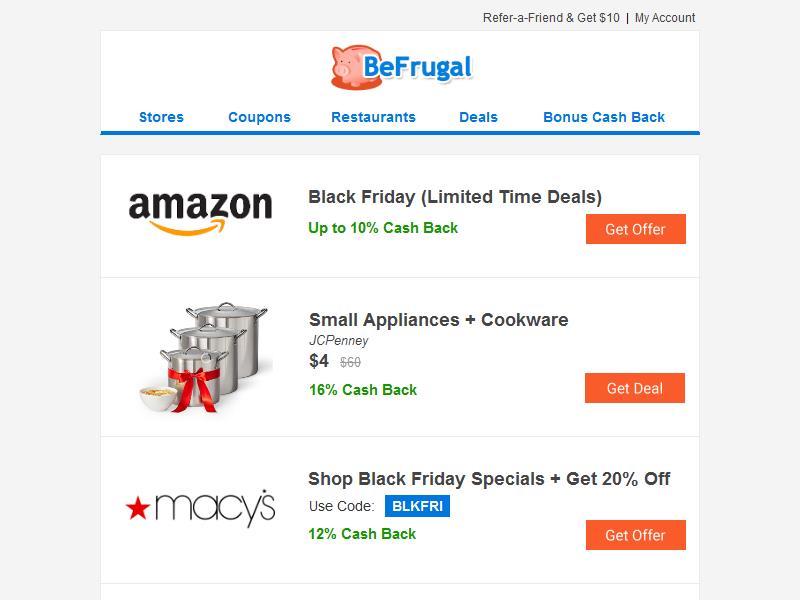 Refer-a-Friend & Get $10 | My Account
BeFrugal
Stores Coupons Restaurants Deals Bonus Cash Back
amazon
Black Friday (Limited Time Deals)
Up to 10% Cash Back
Get Offer
Small Appliances + Cookware
JCPenney
$4 $60
16% Cash Back
Get Deal
macy's
Shop Black Friday Specials + Get 20% Off
Use Code: BLKFRI
12% Cash Back
Get Offer